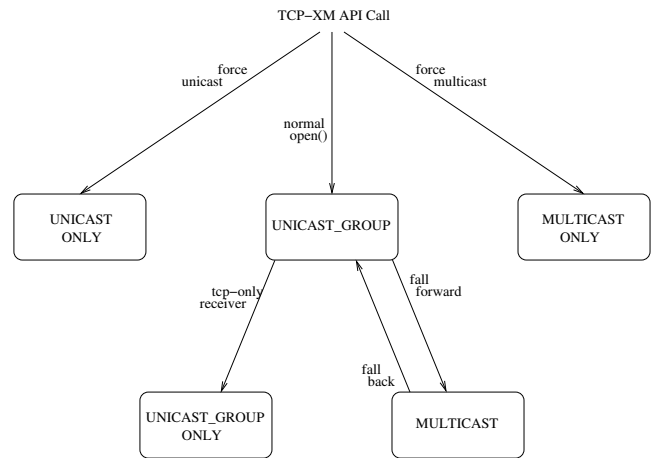 TCP−XM API Call
force
unicast
force
multicast
normal
open()
UNICAST
ONLY
UNICAST_GROUP
MULTICAST
ONLY
tcp−only
receiver
fall
forward
fall
back
UNICAST_GROUP
ONLY
MULTICAST